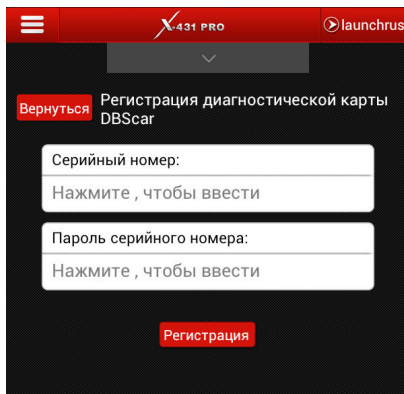 X-431 PRO
launchrus
Вернуться
Регистрация диагностической карты
DBScar
Серийный номер:
Нажмите , чтобы ввести
Пароль серийного номера:
Нажмите , чтобы ввести
Регистрация